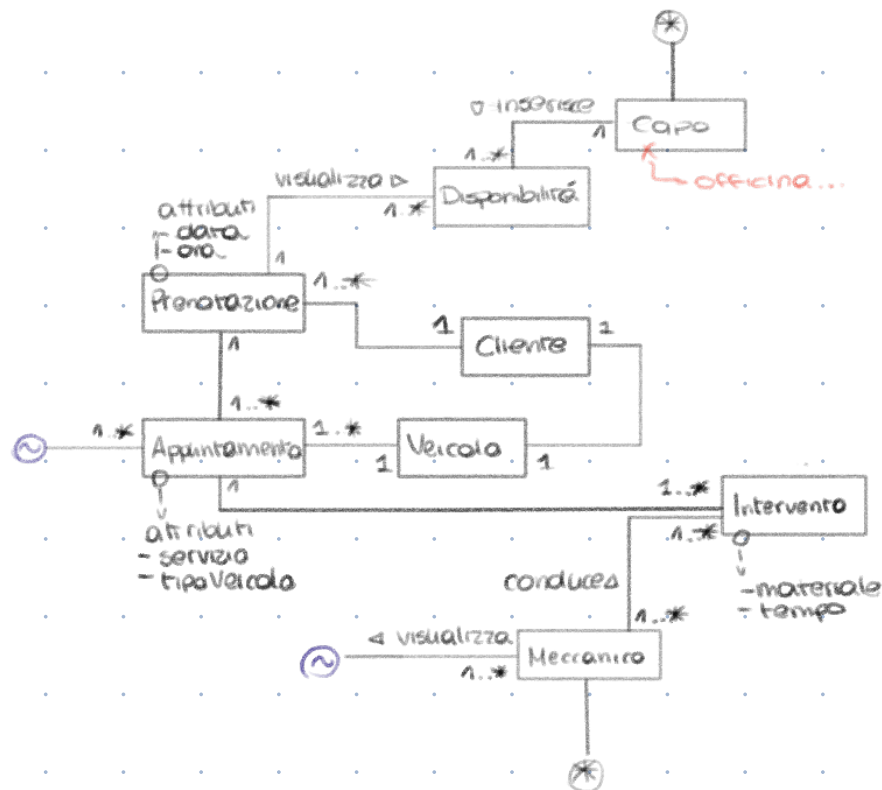 *
▽ inserisce
Capo
1
* officina...
1..*
visualizza ▷
Disponibilità
1..*
attributi
- data
- ora
1
1..*
Prenotazione
1
1
Cliente
1
1..*
1..*
Appuntamento
1..*
Veicolo
~
1
1
1
1..*
Intervento
attributi
- servizio
- tipoVeicolo
1..*
conduce △
- materiale
- tempo
1..*
◁ visualizza
Meccanico
~
1..*
*